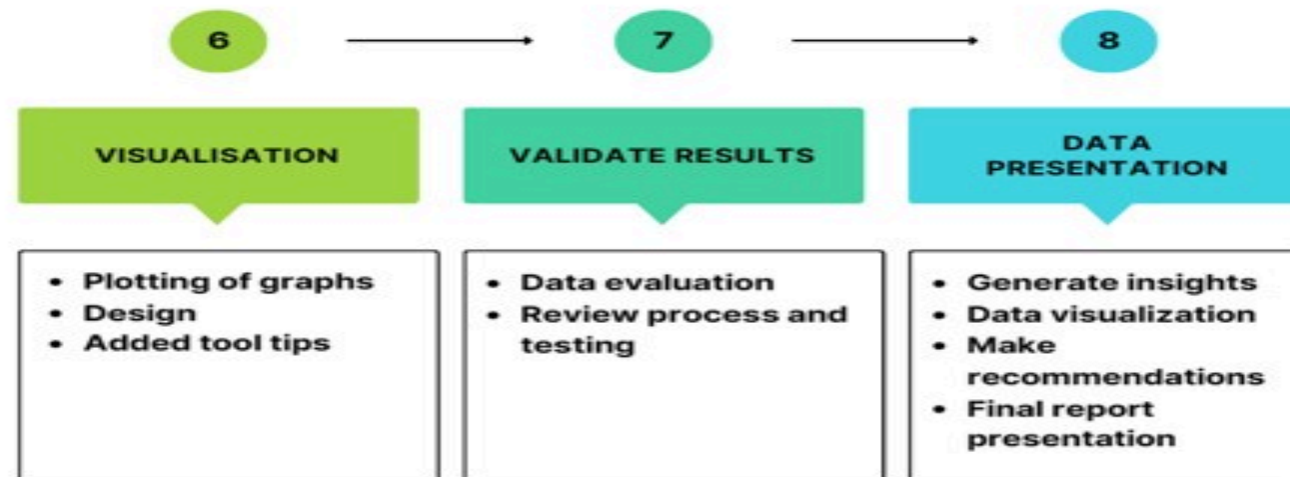 6
7
8
VISUALISATION
VALIDATE RESULTS
DATA
PRESENTATION
• Plotting of graphs
• Design
• Added tool tips
• Data evaluation
• Review process and
testing
• Generate insights
• Data visualization
• Make
recommendations
• Final report
presentation